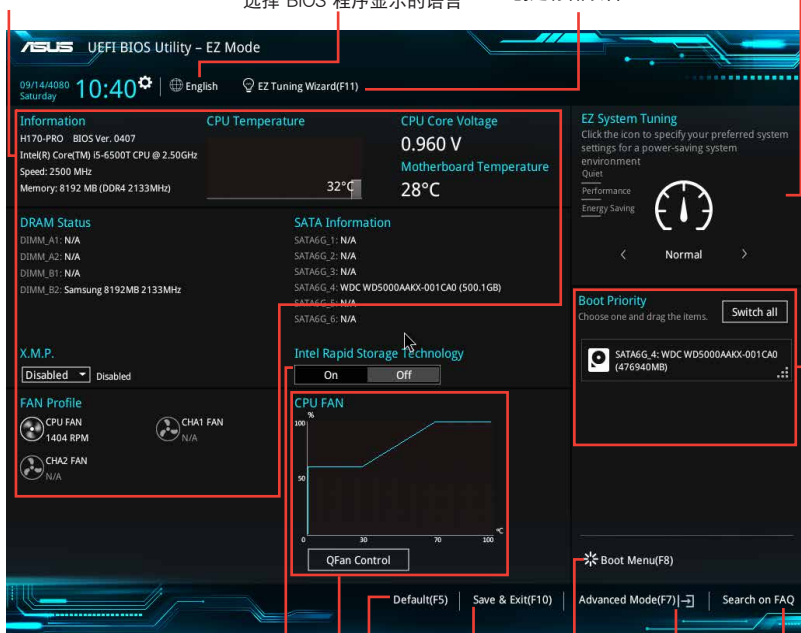 选择 BIOS 程序显示的语言
ASUS UEFI BIOS Utility – EZ Mode
09/14/4080
Saturday
10:40
English
EZ Tuning Wizard(F11)
Information
H170-PRO BIOS Ver. 0407
Intel(R) Core(TM) i5-6500T CPU @ 2.50GHz
Speed: 2500 MHz
Memory: 8192 MB (DDR4 2133MHz)
CPU Temperature
32°C
CPU Core Voltage
0.960 V
Motherboard Temperature
28°C
EZ System Tuning
Click the icon to specify your preferred system
settings for a power-saving system
environment
Quiet
Performance
Energy Saving
Normal
DRAM Status
DIMM_A1: N/A
DIMM_A2: N/A
DIMM_B1: N/A
DIMM_B2: Samsung 8192MB 2133MHz
SATA Information
SATA6G_1: N/A
SATA6G_2: N/A
SATA6G_3: N/A
SATA6G_4: WDC WD5000AAKX-001CA0 (500.1GB)
SATA6G_5: N/A
SATA6G_6: N/A
Boot Priority
Choose one and drag the items.
Switch all
SATA6G_4: WDC WD5000AAKX-001CA0
(476940MB)
X.M.P.
Disabled
Disabled
Intel Rapid Storage Technology
On
Off
FAN Profile
CPU FAN
1404 RPM
CHA1 FAN
N/A
CHA2 FAN
N/A
CPU FAN
%
100
50
0
30
70
100
°C
QFan Control
Boot Menu(F8)
Default(F5)
Save & Exit(F10)
Advanced Mode(F7)
Search on FAQ